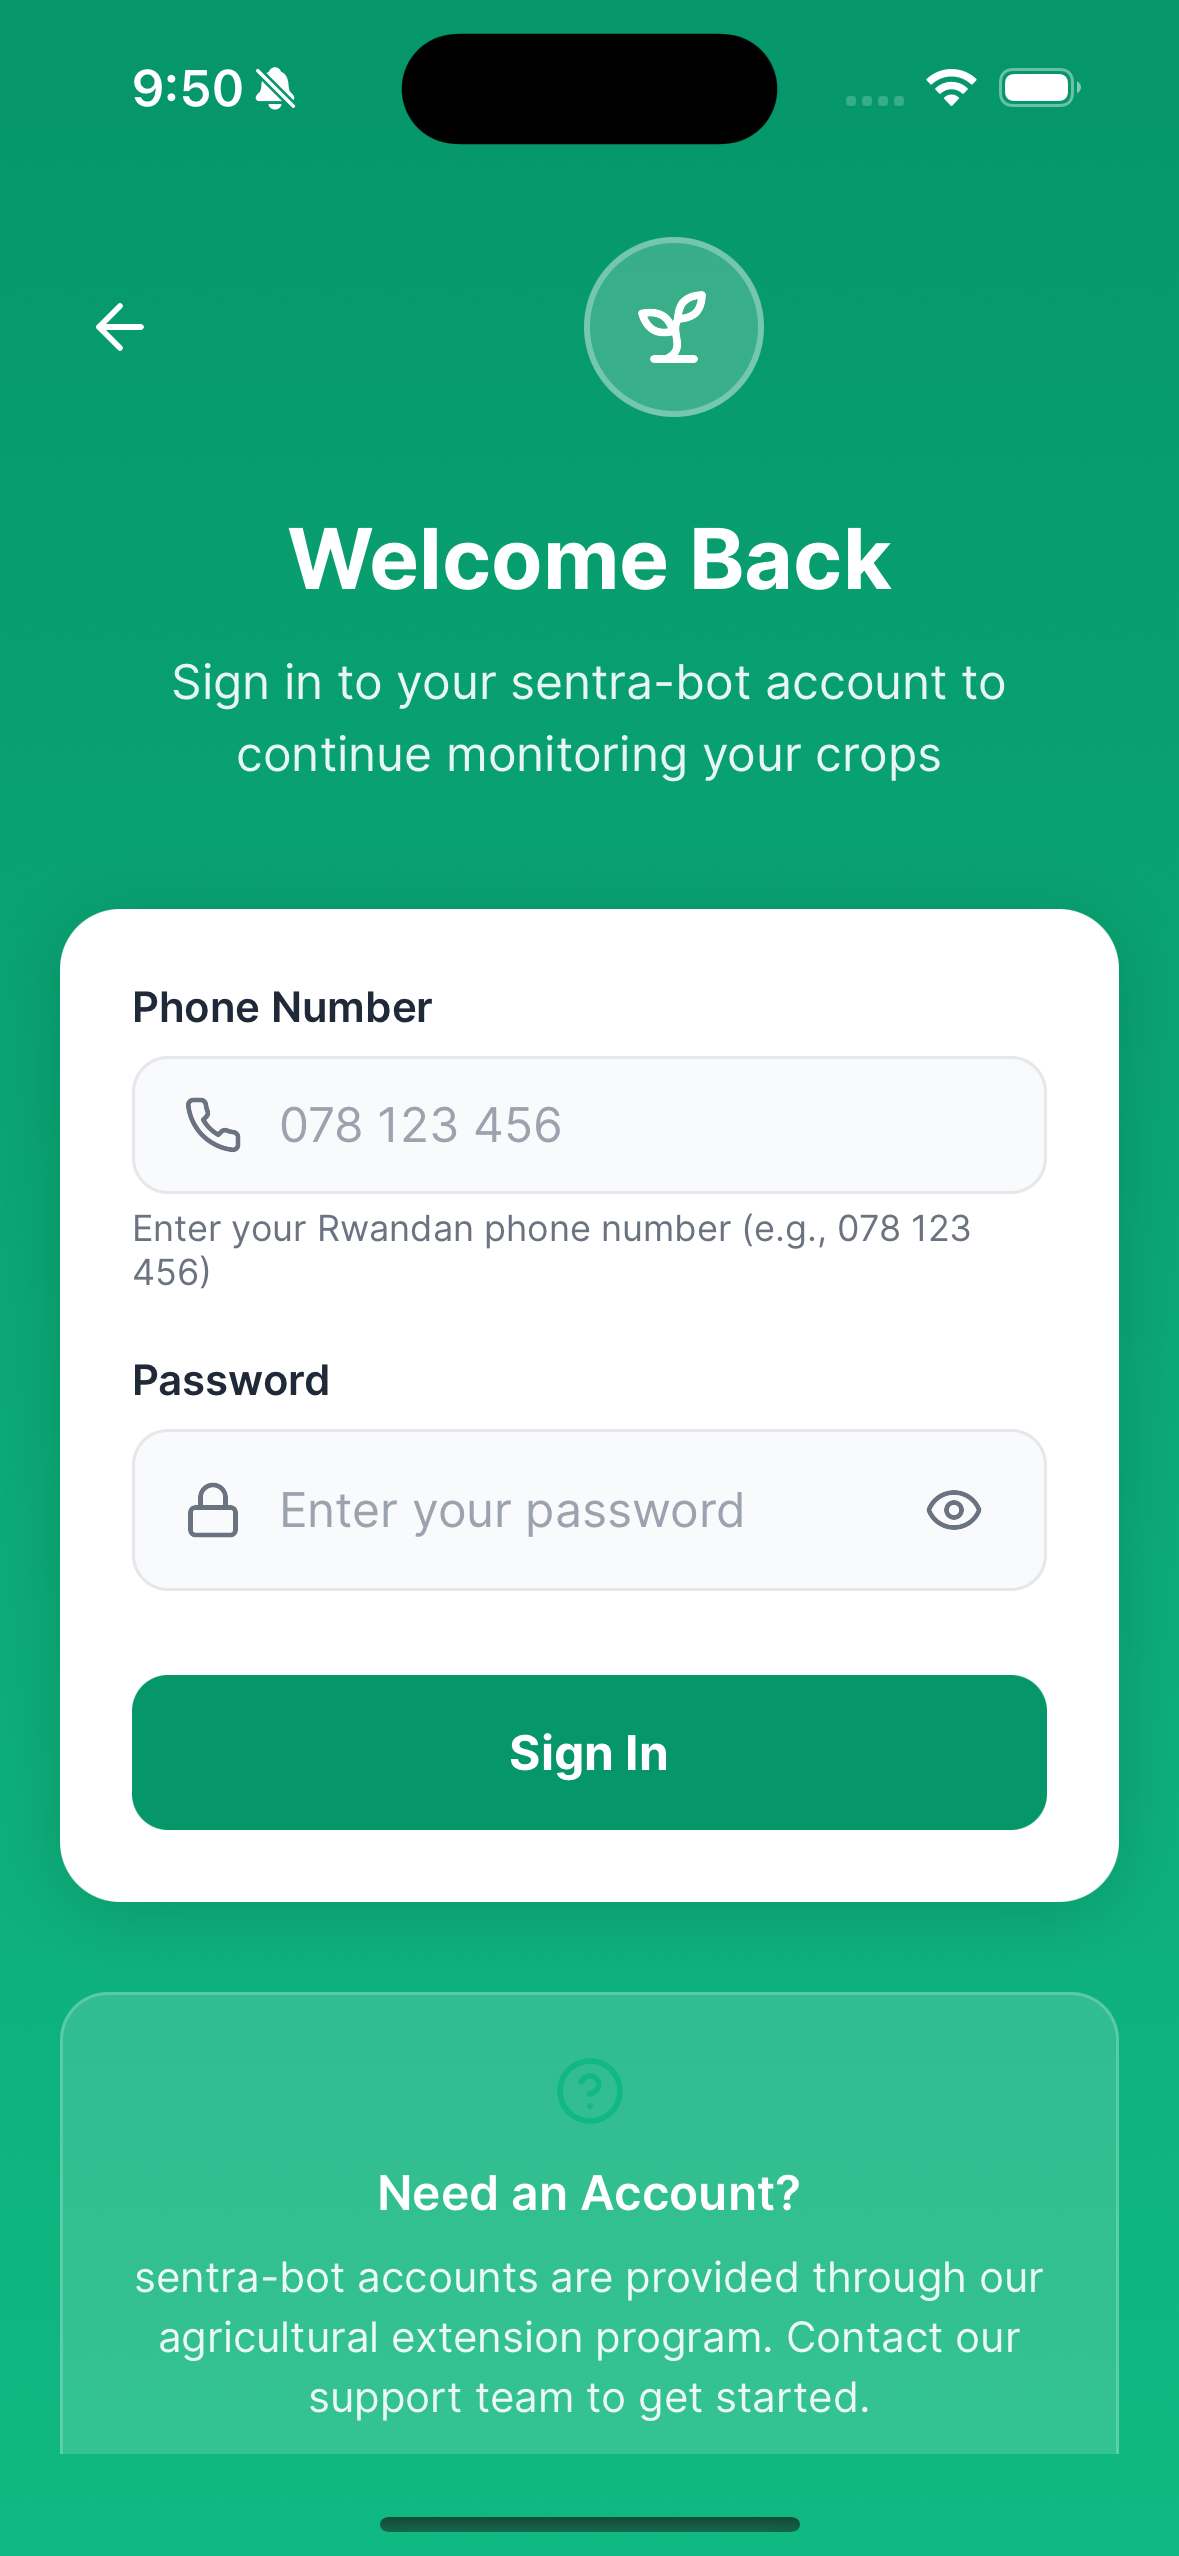 9:50
Welcome Back
Sign in to your sentra-bot account to
continue monitoring your crops
Phone Number
078 123 456
Enter your Rwandan phone number (e.g., 078 123
456)
Password
Enter your password
Sign In
Need an Account?
sentra-bot accounts are provided through our
agricultural extension program. Contact our
support team to get started.